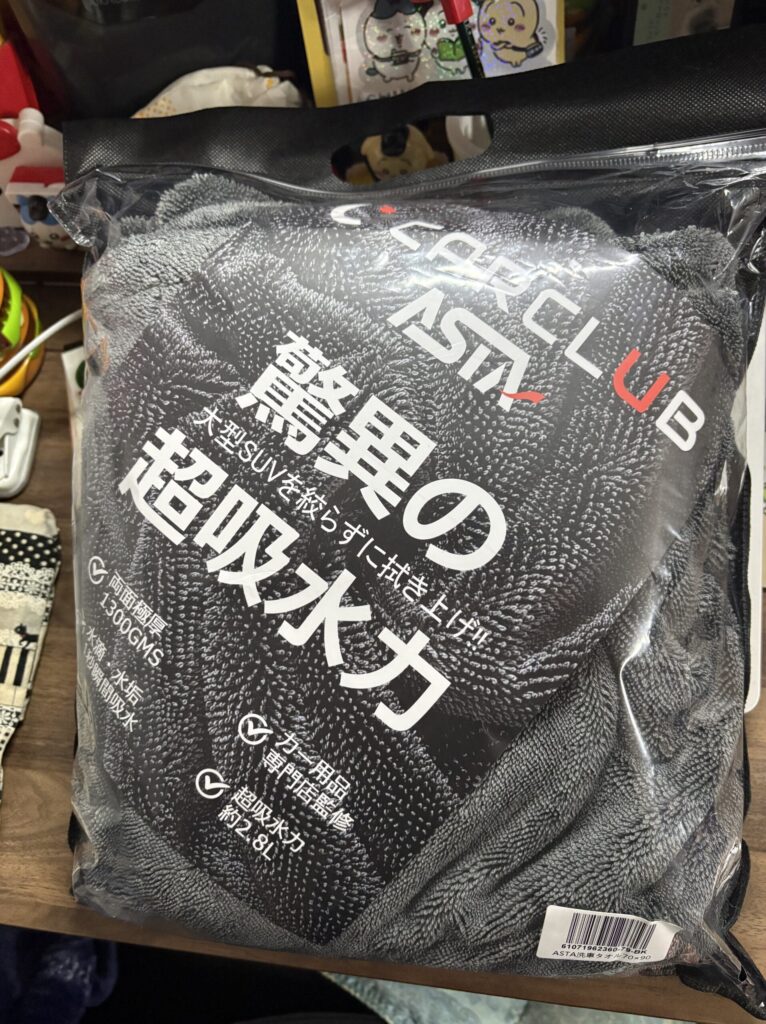 C CARCLUB
ASTA
驚異の
大型SUVを絞らずに拭き上げ!!
超吸水力
両面極厚
1300GMS
水滴・水垢
瞬間吸水
カー用品
専門店監修
超吸水力
約2.8L
61071962360-79-BK
ASTA洗車タオル70×90